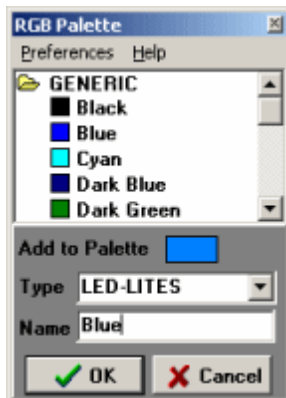 RGB Palette
Preferences Help
GENERIC
Black
Blue
Cyan
Dark Blue
Dark Green
Add to Palette
Type LED-LITES
Name Blue
OK Cancel